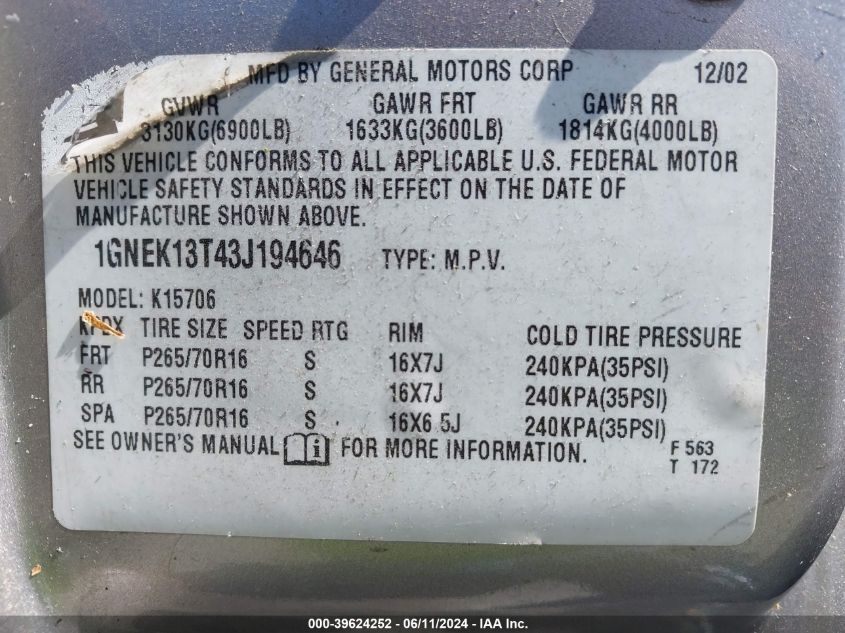 MFD BY GENERAL MOTORS CORP 12/02
GVWR GAWR FRT GAWR RR
3130KG(6900LB) 1633KG(3600LB) 1814KG(4000LB)
THIS VEHICLE CONFORMS TO ALL APPLICABLE U.S. FEDERAL MOTOR
VEHICLE SAFETY STANDARDS IN EFFECT ON THE DATE OF
MANUFACTURE SHOWN ABOVE.
1GNEK13T43J194646 TYPE: M.P.V.
MODEL: K15706
TIRE SIZE SPEED RTG RIM COLD TIRE PRESSURE
FRT P265/70R16 S 16X7J 240KPA(35PSI)
RR P265/70R16 S 16X7J 240KPA(35PSI)
SPA P265/70R16 S 16X6.5J 240KPA(35PSI)
SEE OWNER'S MANUAL FOR MORE INFORMATION.
F 563
T 172
000-39624252 - 06/11/2024 - IAA Inc.